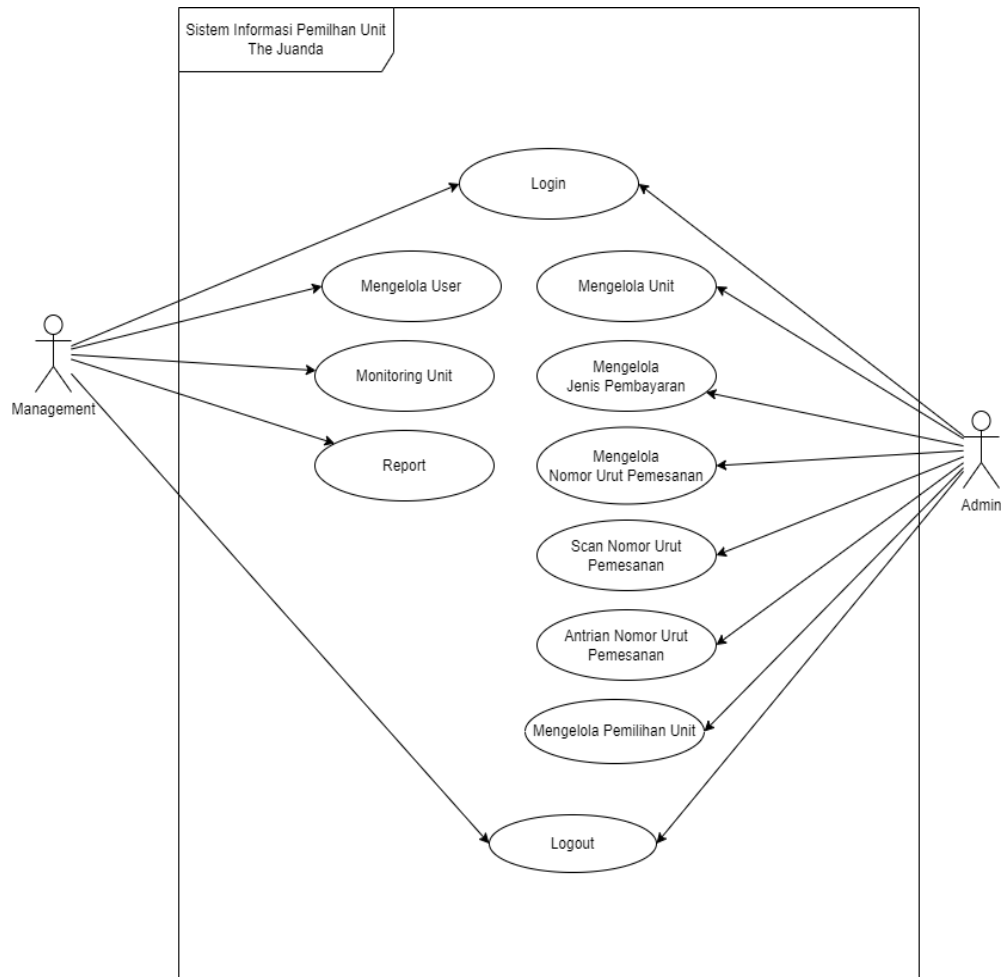 Sistem Informasi Pemilhan Unit
The Juanda
Login
Mengelola User
Mengelola Unit
Monitoring Unit
Mengelola
Jenis Pembayaran
Management
Report
Mengelola
Nomor Urut Pemesanan
Admin
Scan Nomor Urut
Pemesanan
Antrian Nomor Urut
Pemesanan
Mengelola Pemilihan Unit
Logout